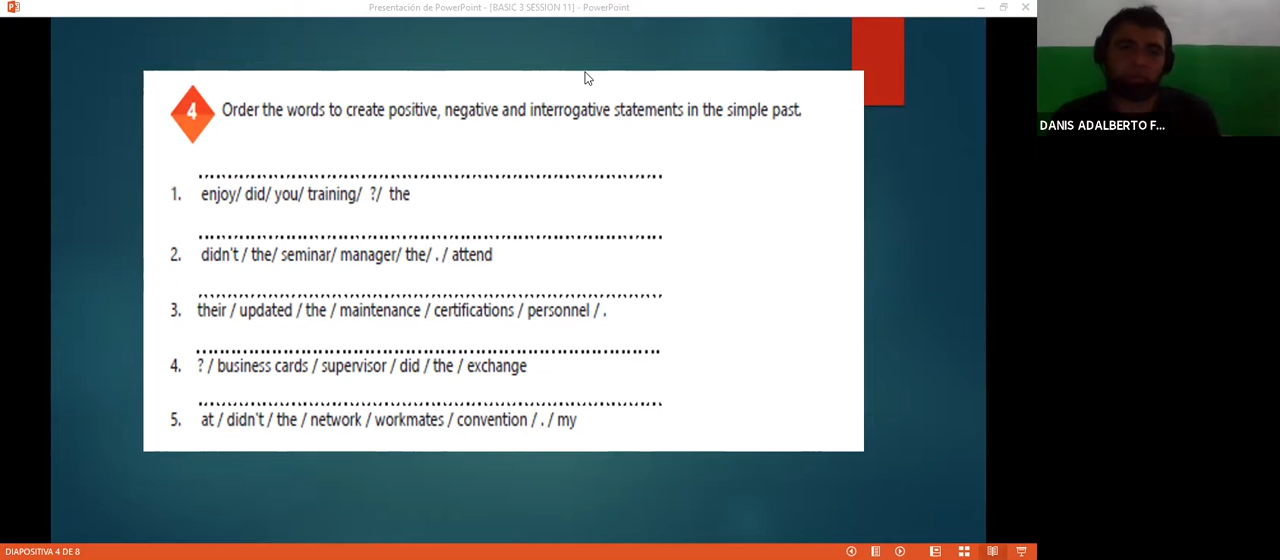 Presentación de PowerPoint - [BASIC 3 SESSION 11] - PowerPoint
4 Order the words to create positive, negative and interrogative statements in the simple past.
1. enjoy/ did/ you/ training/ ?/ the
2. didn't / the/ seminar/ manager/ the/ . / attend
3. their / updated / the / maintenance / certifications / personnel / .
4. ? / business cards / supervisor / did / the / exchange
5. at / didn't / the / network / workmates / convention / . / my
DANIS ADALBERTO F...
DIAPOSITIVA 4 DE 8